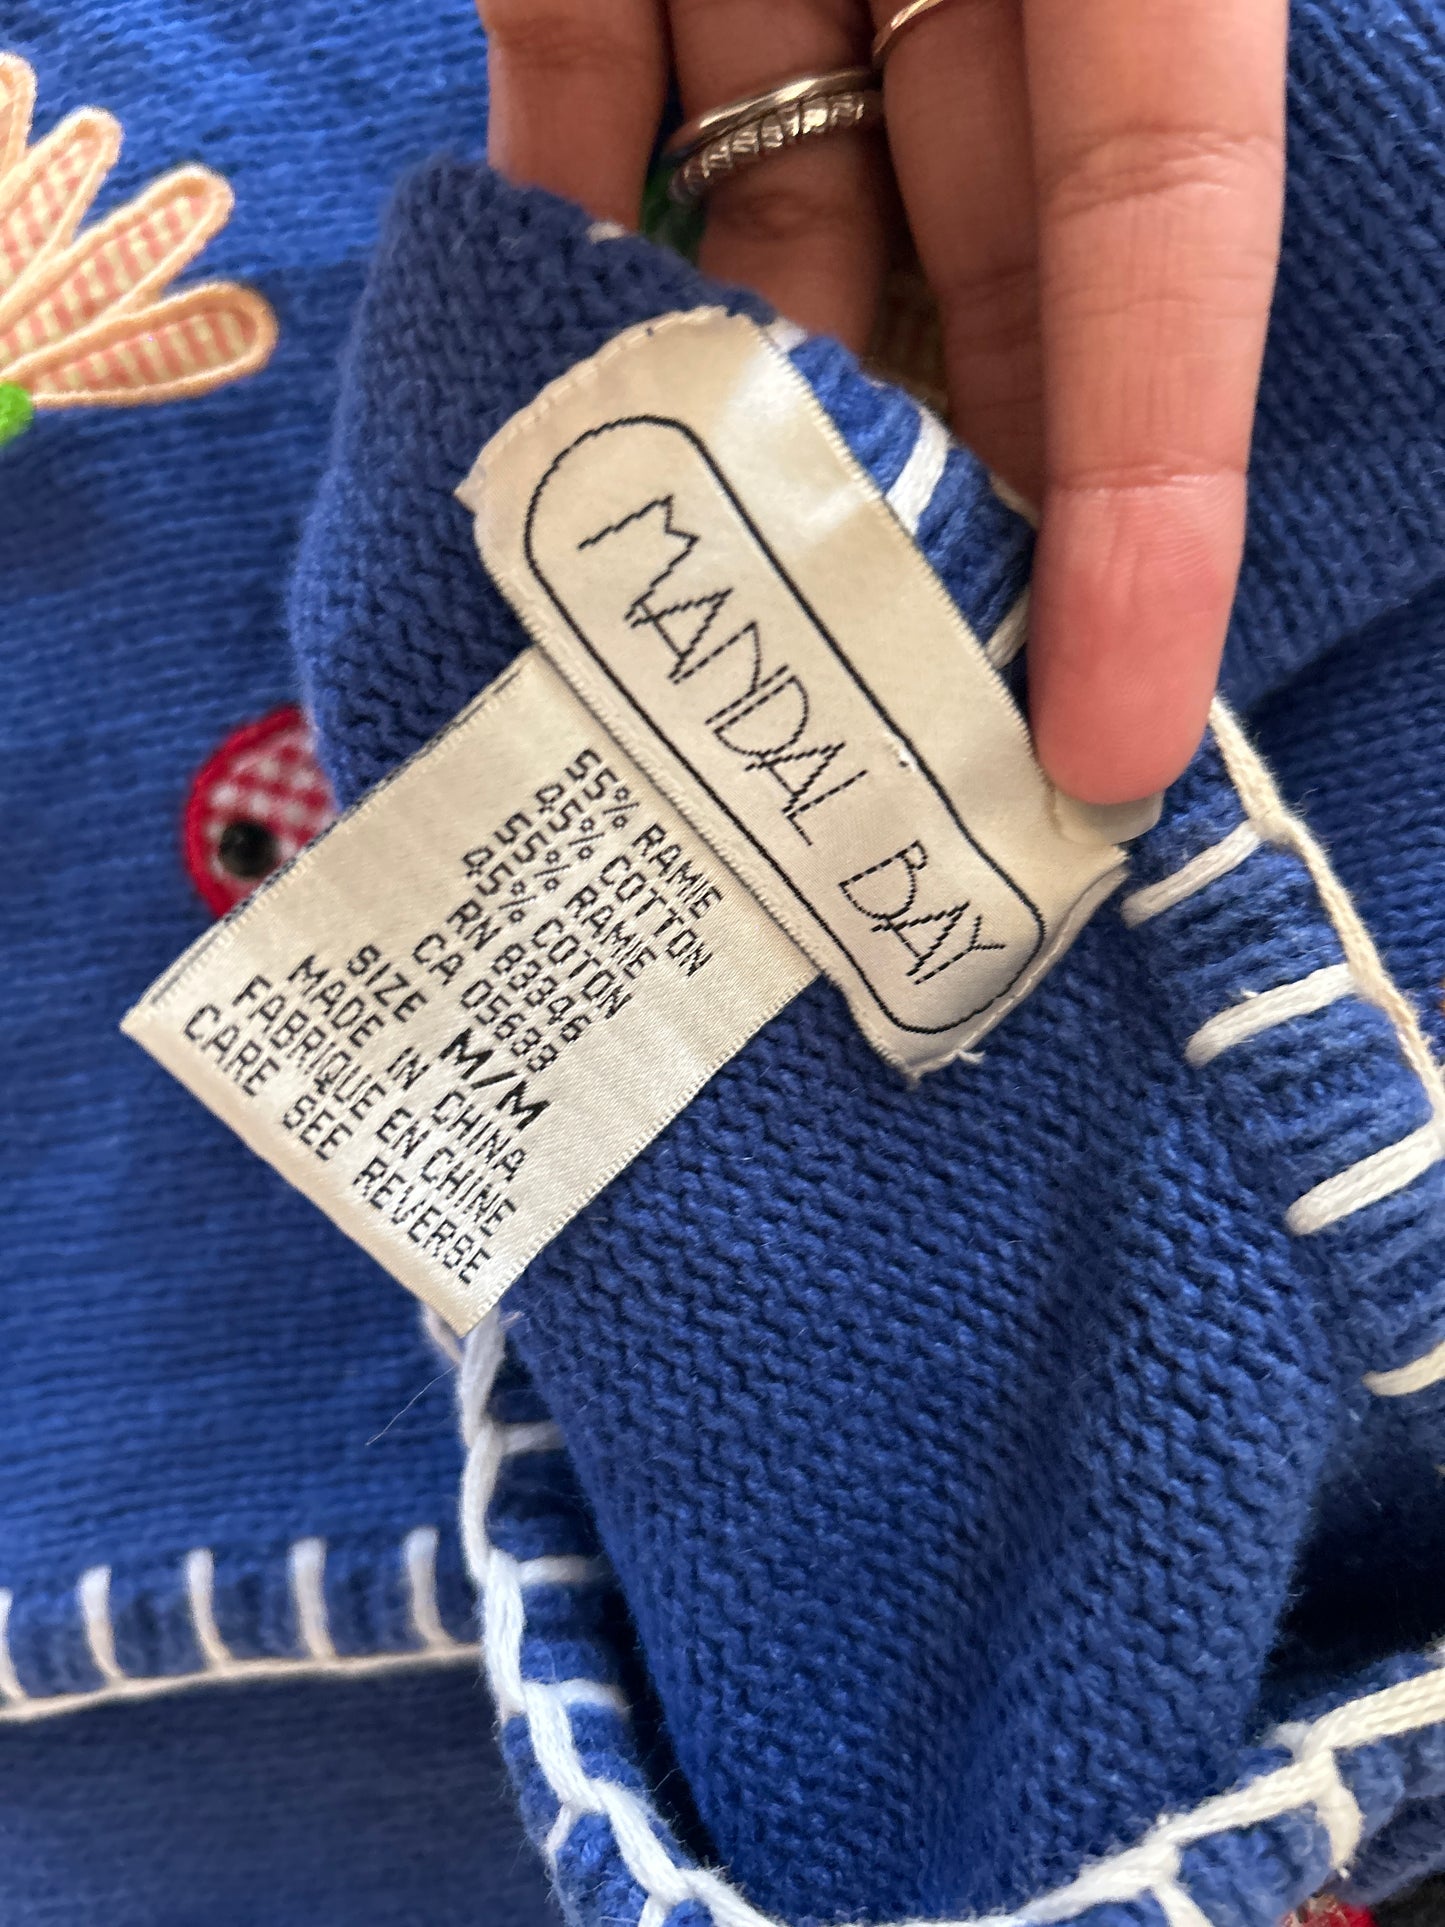 MANDAL BAY
55% RAMIE
45% COTTON
55% RAMIE
45% COTON
RN 83346
CA 05633
SIZE M/M
MADE IN CHINA
FABRIQUE EN CHINE
CARE SEE REVERSE